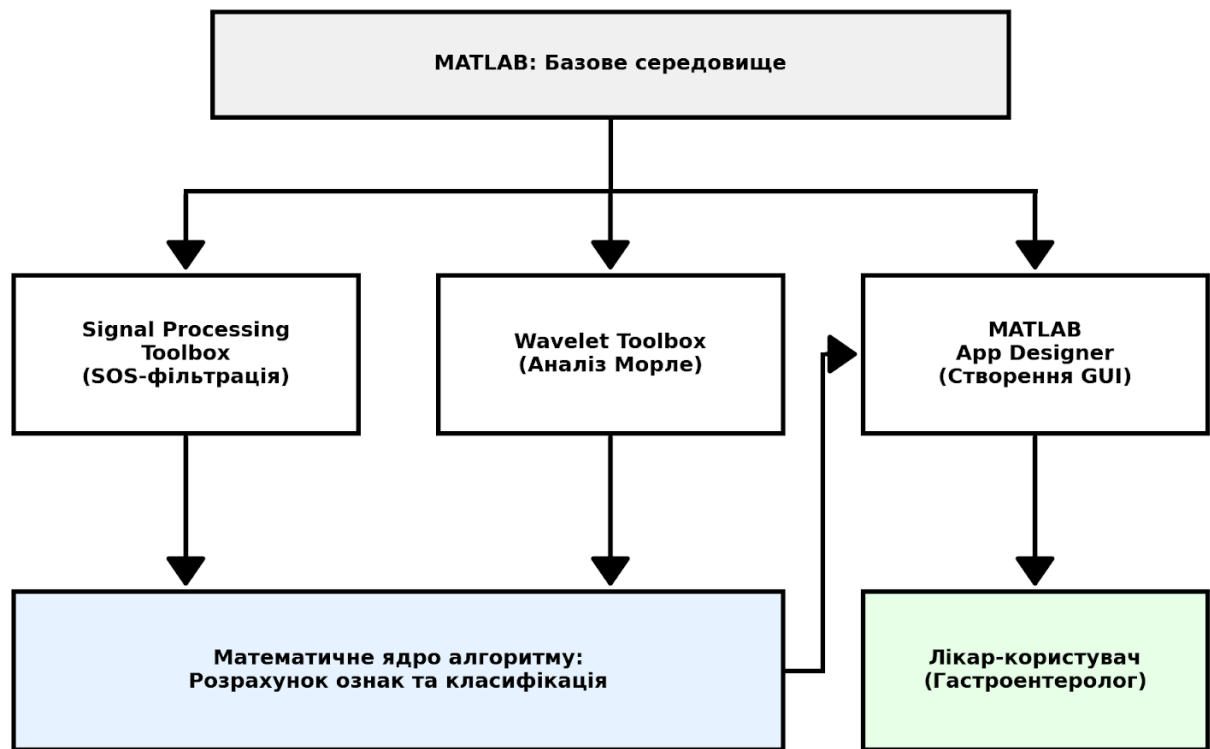 MATLAB: Базове середовище
Signal Processing
Toolbox
(SOS-фільтрація)
Wavelet Toolbox
(Аналіз Морле)
MATLAB
App Designer
(Створення GUI)
Математичне ядро алгоритму:
Розрахунок ознак та класифікація
Лікар-користувач
(Гастроентеролог)